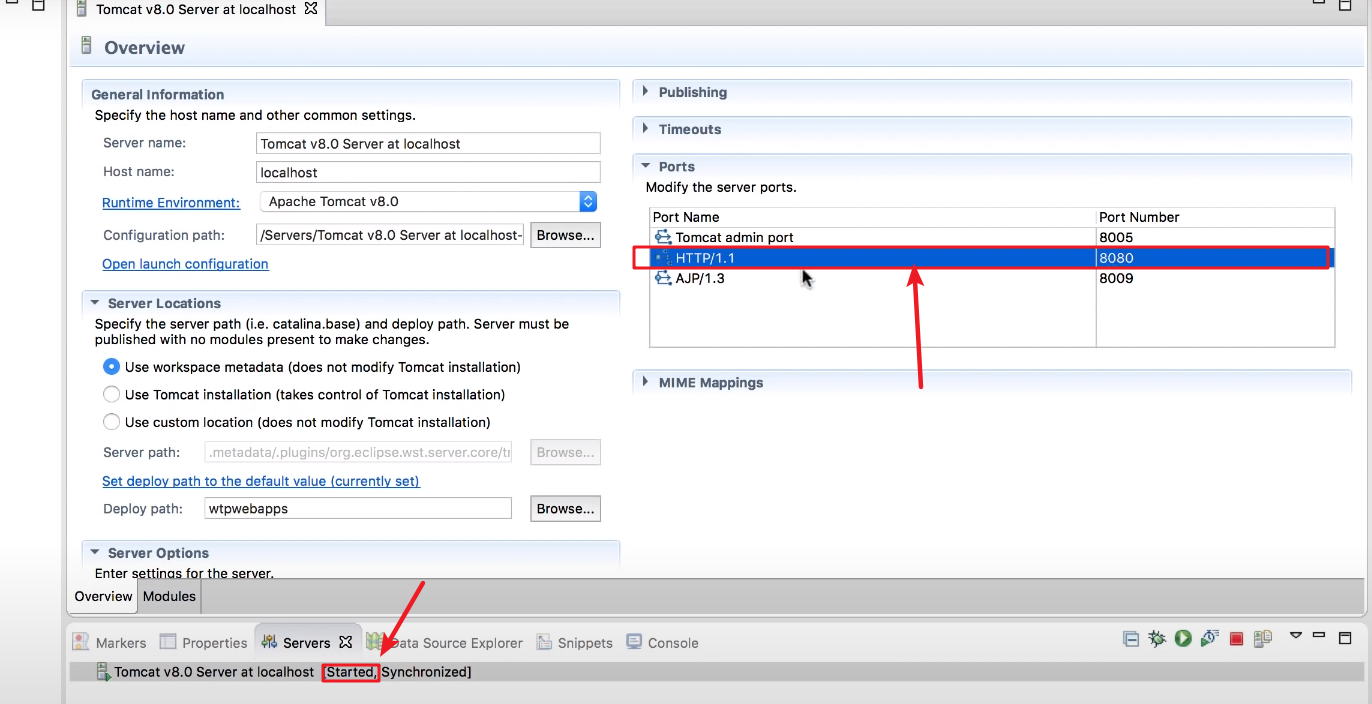 Tomcat v8.0 Server at localhost
Overview
General Information
Specify the host name and other common settings.
Server name: Tomcat v8.0 Server at localhost
Host name: localhost
Runtime Environment: Apache Tomcat v8.0
Configuration path: /Servers/Tomcat v8.0 Server at localhost- Browse...
Open launch configuration
Server Locations
Specify the server path (i.e. catalina.base) and deploy path. Server must be
published with no modules present to make changes.
Use workspace metadata (does not modify Tomcat installation)
Use Tomcat installation (takes control of Tomcat installation)
Use custom location (does not modify Tomcat installation)
Server path: .metadata/.plugins/org.eclipse.wst.server.core/tr Browse...
Set deploy path to the default value (currently set)
Deploy path: wtpwebapps Browse...
Server Options
Enter settings for the server.
Publishing
Timeouts
Ports
Modify the server ports.
Port Name Port Number
Tomcat admin port 8005
HTTP/1.1 8080
AJP/1.3 8009
MIME Mappings
Overview Modules
Markers Properties Servers Data Source Explorer Snippets Console
Tomcat v8.0 Server at localhost [Started, Synchronized]